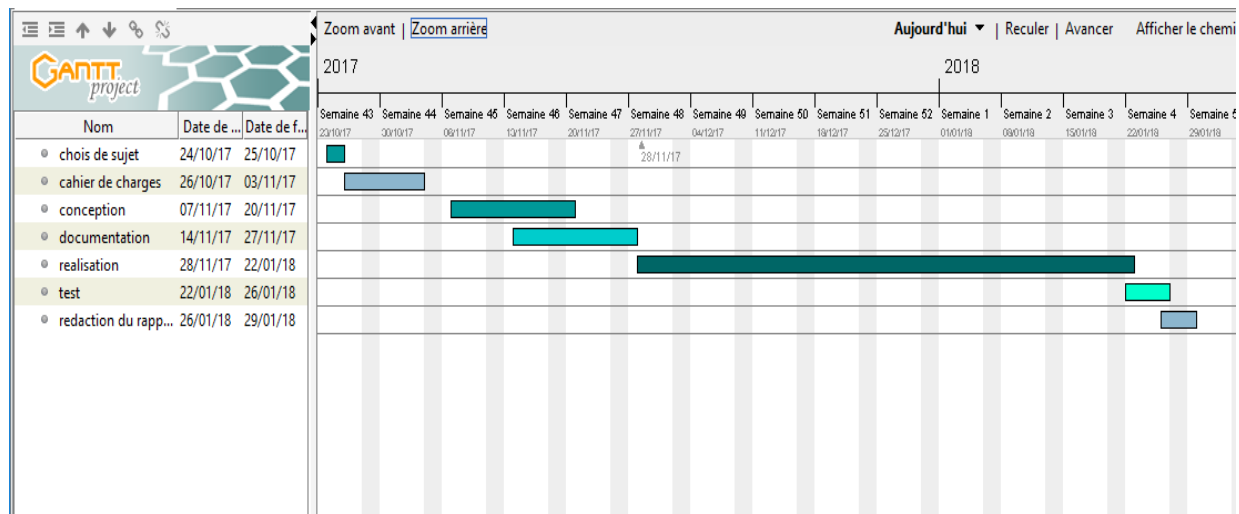 Zoom avant | Zoom arrière
Aujourd'hui ▼ | Reculer | Avancer Afficher le chemi
GANTT
project
2017 2018
Semaine 43 Semaine 44 Semaine 45 Semaine 46 Semaine 47 Semaine 48 Semaine 49 Semaine 50 Semaine 51 Semaine 52 Semaine 1 Semaine 2 Semaine 3 Semaine 4 Semaine 5
23/10/17 30/10/17 06/11/17 13/11/17 20/11/17 27/11/17 04/12/17 11/12/17 18/12/17 25/12/17 01/01/18 08/01/18 15/01/18 22/01/18 29/01/18
Nom Date de ... Date de f...
28/11/17
chois de sujet 24/10/17 25/10/17
cahier de charges 26/10/17 03/11/17
conception 07/11/17 20/11/17
documentation 14/11/17 27/11/17
realisation 28/11/17 22/01/18
test 22/01/18 26/01/18
redaction du rapp... 26/01/18 29/01/18